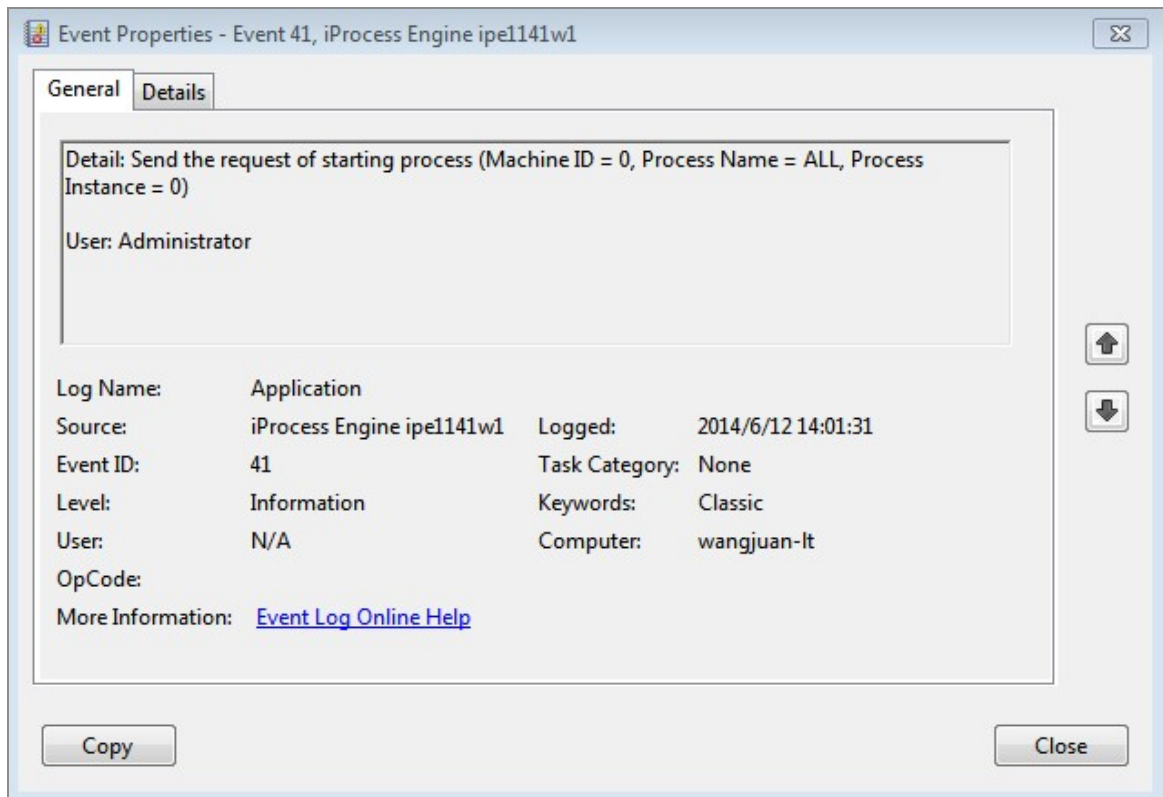 Event Properties - Event 41, iProcess Engine ipe1141w1
General Details
Detail: Send the request of starting process (Machine ID = 0, Process Name = ALL, Process
Instance = 0)
User: Administrator
Log Name: Application
Source: iProcess Engine ipe1141w1 Logged: 2014/6/12 14:01:31
Event ID: 41 Task Category: None
Level: Information Keywords: Classic
User: N/A Computer: wangjuan-lt
OpCode:
More Information: Event Log Online Help
Copy Close